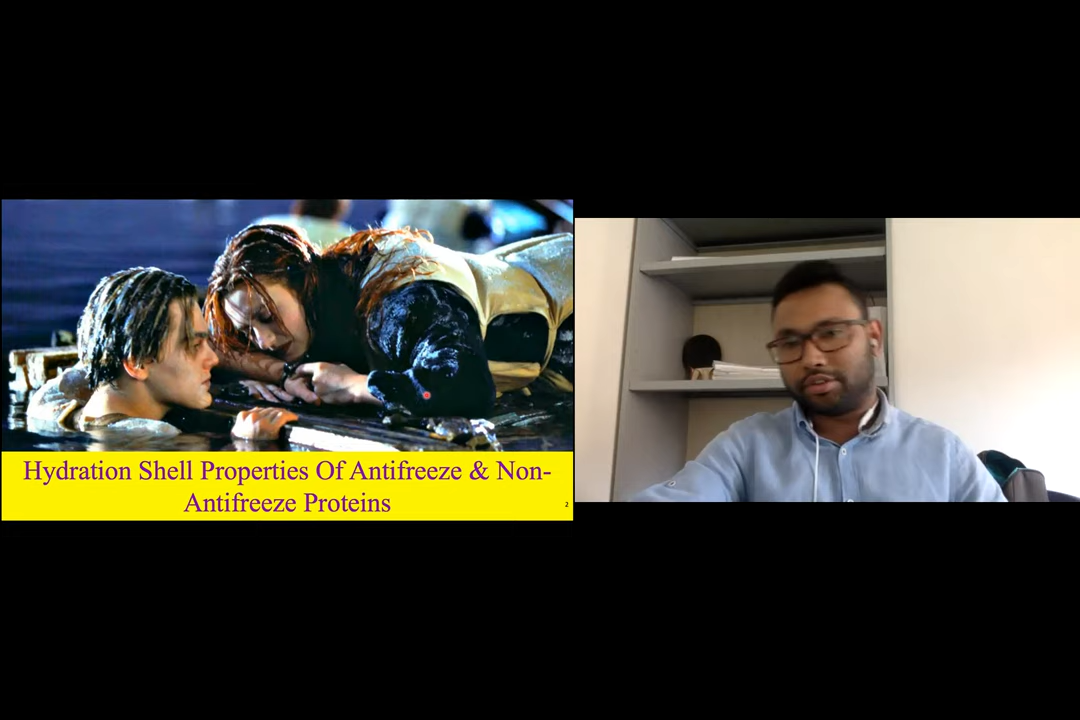 Hydration Shell Properties Of Antifreeze & Non-
Antifreeze Proteins
2